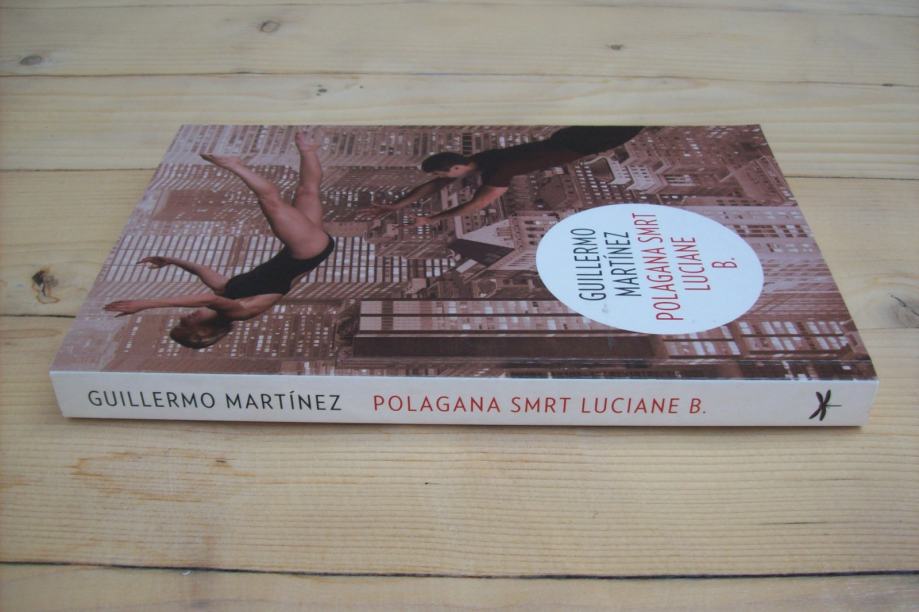 GUILLERMO
MARTÍNEZ
POLAGANA SMRT
LUCIANE
B.
GUILLERMO MARTÍNEZ POLAGANA SMRT LUCIANE B.